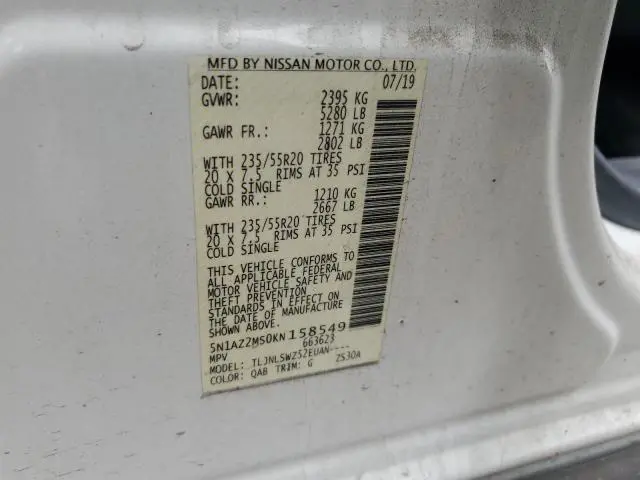 MFD BY NISSAN MOTOR CO., LTD.
DATE: 07/19
GVWR: 2395 KG
5280 LB
GAWR FR.: 1271 KG
2802 LB
WITH 235/55R20 TIRES
20 X 7.5 RIMS AT 35 PSI
COLD SINGLE
GAWR RR.: 1210 KG
2667 LB
WITH 235/55R20 TIRES
20 X 7.5 RIMS AT 35 PSI
COLD SINGLE
THIS VEHICLE CONFORMS TO
ALL APPLICABLE FEDERAL
MOTOR VEHICLE SAFETY AND
THEFT PREVENTION
STANDARDS IN EFFECT ON
THE DATE OF MANUFACTURE
SHOWN ABOVE.
5N1AZ2MS0KN158549
MPV 663623
MODEL: TLJNLSWZS2EUAN----
COLOR: QAB TRIM: G ZS30A